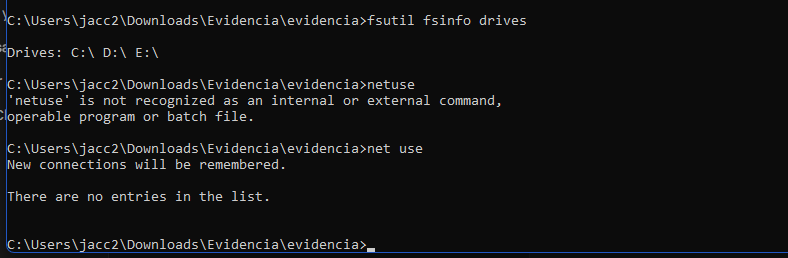 C:\Users\jacc2\Downloads\Evidencia\evidencia>fsutil fsinfo drives
Drives: C:\ D:\ E:\
C:\Users\jacc2\Downloads\Evidencia\evidencia>netuse
'netuse' is not recognized as an internal or external command,
operable program or batch file.
C:\Users\jacc2\Downloads\Evidencia\evidencia>net use
New connections will be remembered.
There are no entries in the list.
C:\Users\jacc2\Downloads\Evidencia\evidencia>